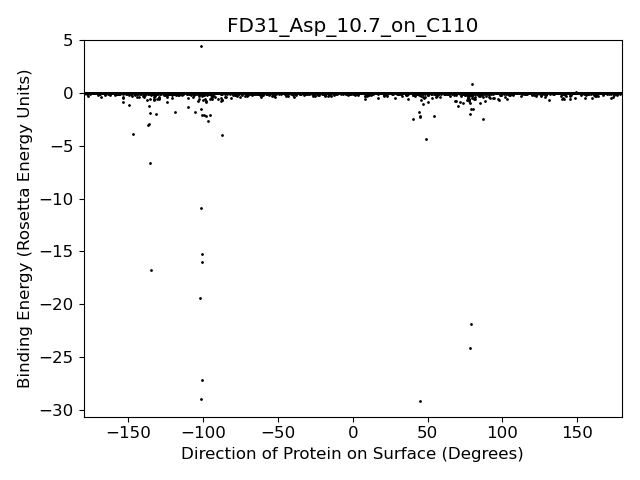 FD31_Asp_10.7_on_C110
5
0
−5
−10
−15
−20
−25
−30
Binding Energy (Rosetta Energy Units)
−150 −100 −50 0 50 100 150
Direction of Protein on Surface (Degrees)